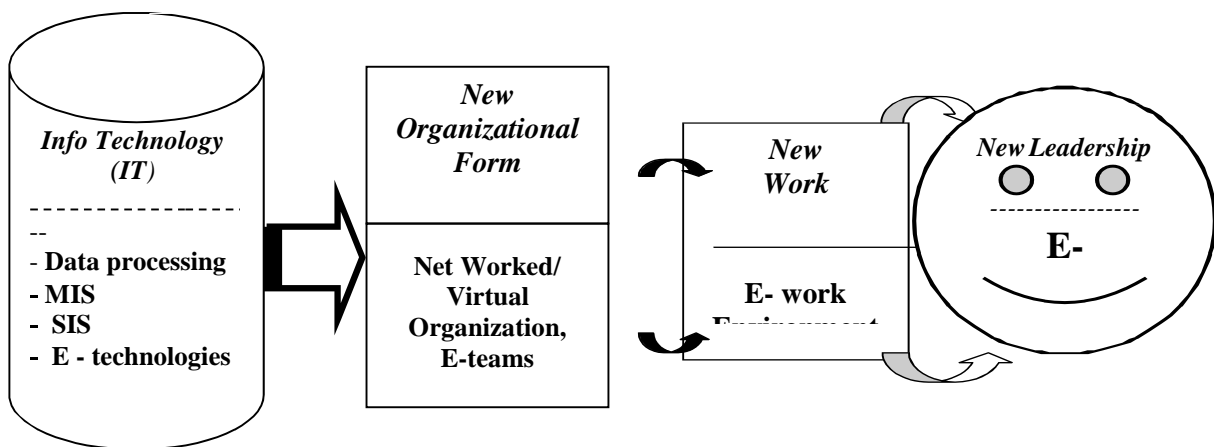 Info Technology
(IT)
--------------------
--
- Data processing
- MIS
- SIS
- E - technologies
New
Organizational
Form
Net Worked/
Virtual
Organization,
E-teams
New
Work
E- work
New Leadership
--------------------
E-